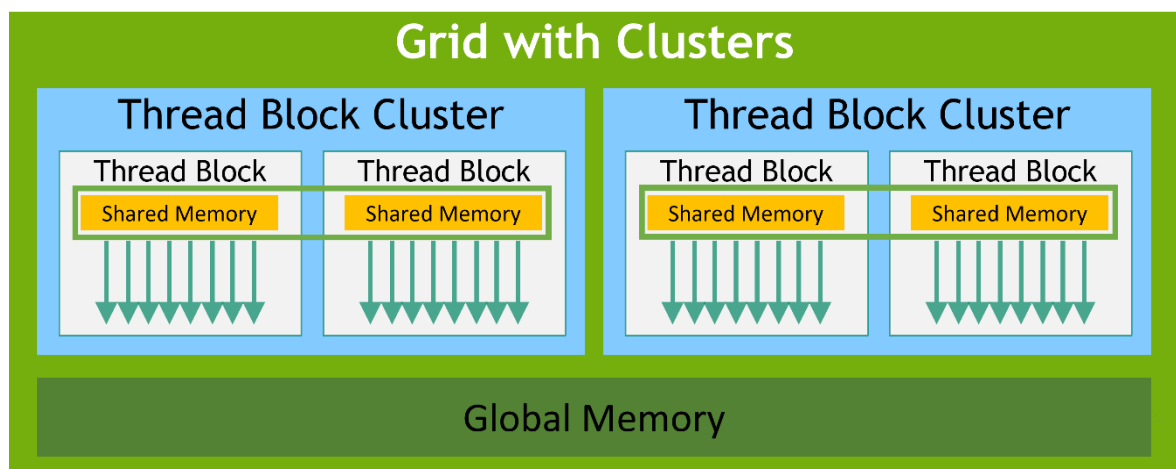 Grid with Clusters
Thread Block Cluster
Thread Block Cluster
Thread Block
Thread Block
Thread Block
Thread Block
Shared Memory
Shared Memory
Shared Memory
Shared Memory
Global Memory